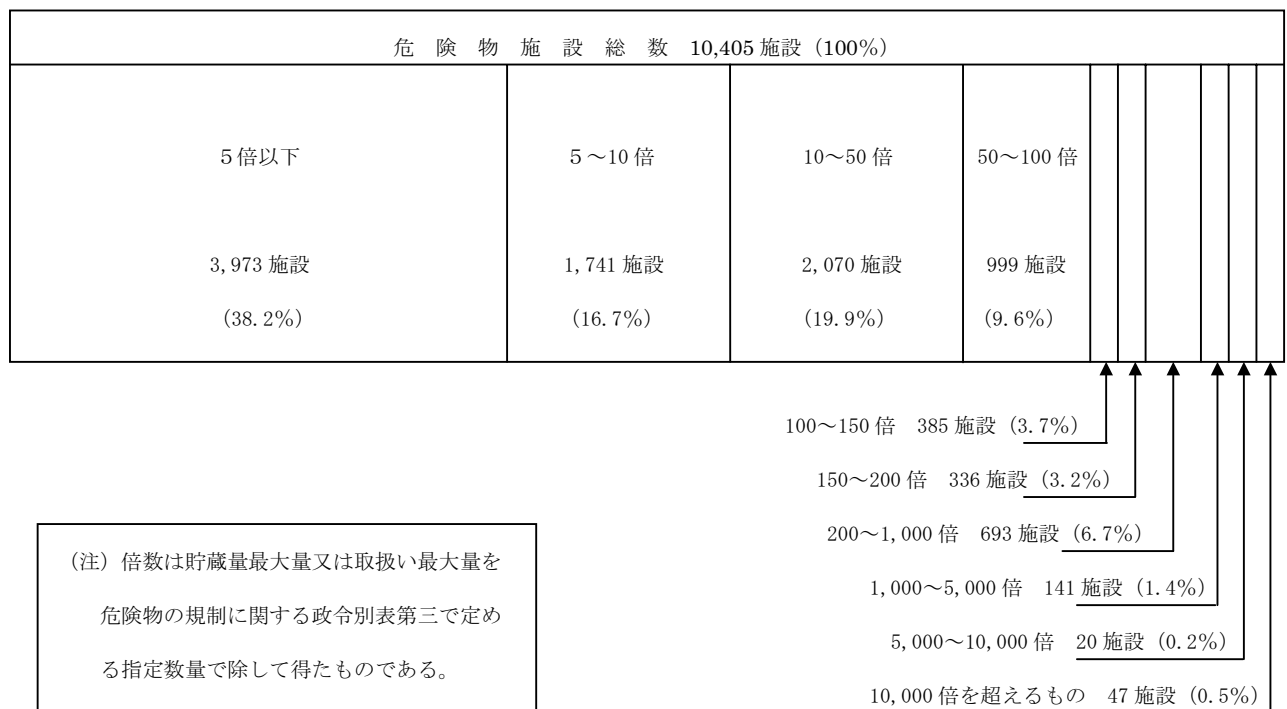 危 険 物 施 設 総 数 10,405 施設（100%）
5倍以下 5～10 倍 10～50 倍 50～100 倍
3,973 施設 1,741 施設 2,070 施設 999 施設
(38.2%) (16.7%) (19.9%) (9.6%)
100～150 倍 385 施設（3.7%）
150～200 倍 336 施設（3.2%）
200～1,000 倍 693 施設（6.7%）
1,000～5,000 倍 141 施設（1.4%）
5,000～10,000 倍 20 施設（0.2%）
10,000 倍を超えるもの 47 施設（0.5%）
（注）倍数は貯蔵量最大量又は取扱い最大量を
危険物の規制に関する政令別表第三で定め
る指定数量で除して得たものである。